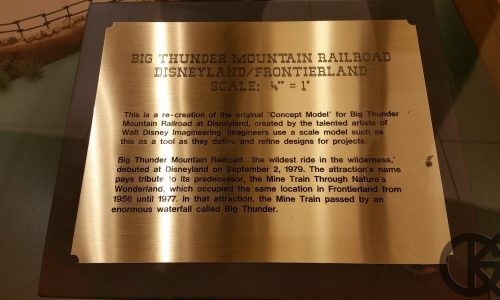 BIG THUNDER MOUNTAIN RAILROAD
DISNEYLAND/FRONTIERLAND
SCALE: ⅛" = 1'
This is a re-creation of the original "Concept Model" for Big Thunder
Mountain Railroad at Disneyland, created by the talented artists of
Walt Disney Imagineering. Imagineers use a scale model such as
this as a tool as they define and refine designs for projects.
Big Thunder Mountain Railroad "the wildest ride in the wilderness,"
debuted at Disneyland on September 2, 1979. The attraction's name
pays tribute to its predecessor, the Mine Train Through Nature's
Wonderland, which occupied the same location in Frontierland from
1956 until 1977. In that attraction, the Mine Train passed by an
enormous waterfall called Big Thunder.